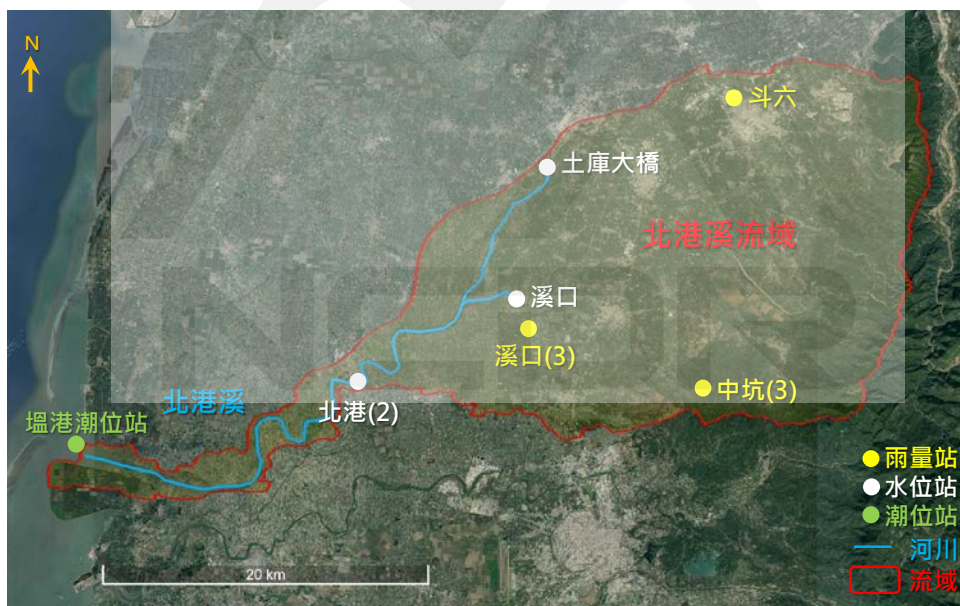 N
斗六
土庫大橋
北港溪流域
溪口
溪口(3)
中坑(3)
北港溪
北港(2)
塭港潮位站
雨量站
水位站
潮位站
河川
流域
20 km
NCDR